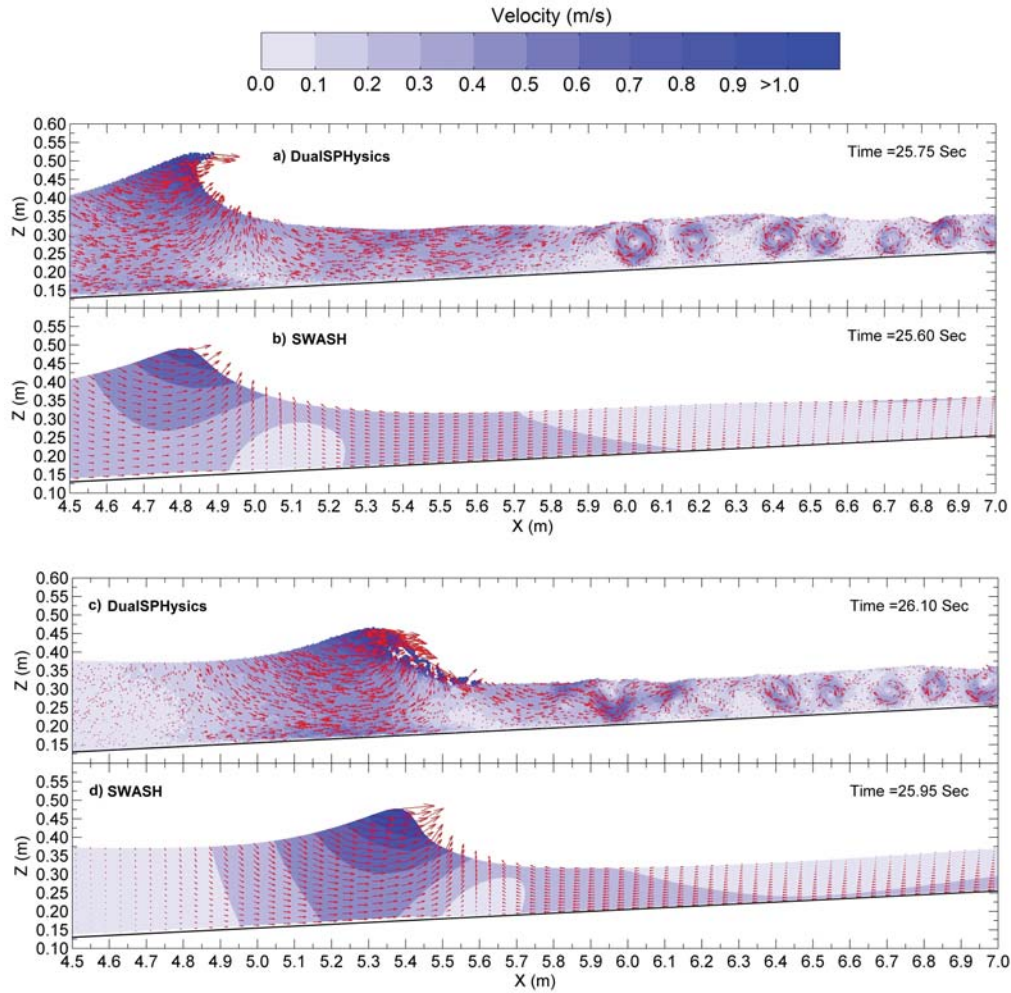 Velocity (m/s)
0.0 0.1 0.2 0.3 0.4 0.5 0.6 0.7 0.8 0.9 >1.0
0.60
0.55
0.50
0.45
0.40
0.35
0.30
0.25
0.20
0.15
Z (m)
a) DualSPHysics
Time =25.75 Sec
0.55
0.50
0.45
0.40
0.35
0.30
0.25
0.20
0.15
0.10
Z (m)
b) SWASH
Time =25.60 Sec
4.5 4.6 4.7 4.8 4.9 5.0 5.1 5.2 5.3 5.4 5.5 5.6 5.7 5.8 5.9 6.0 6.1 6.2 6.3 6.4 6.5 6.6 6.7 6.8 6.9 7.0
X (m)
0.60
0.55
0.50
0.45
0.40
0.35
0.30
0.25
0.20
0.15
Z (m)
c) DualSPHysics
Time =26.10 Sec
0.55
0.50
0.45
0.40
0.35
0.30
0.25
0.20
0.15
0.10
Z (m)
d) SWASH
Time =25.95 Sec
4.5 4.6 4.7 4.8 4.9 5.0 5.1 5.2 5.3 5.4 5.5 5.6 5.7 5.8 5.9 6.0 6.1 6.2 6.3 6.4 6.5 6.6 6.7 6.8 6.9 7.0
X (m)